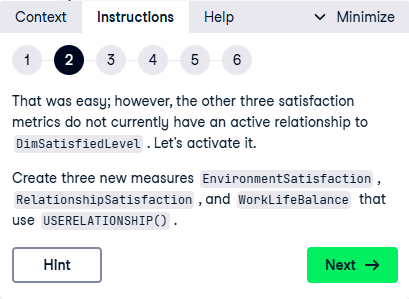 Context Instructions Help Minimize
1 2 3 4 5 6
That was easy; however, the other three satisfaction
metrics do not currently have an active relationship to
DimSatisfiedLevel . Let's activate it.
Create three new measures EnvironmentSatisfaction ,
RelationshipSatisfaction , and WorkLifeBalance that
use USERELATIONSHIP() .
Hint Next